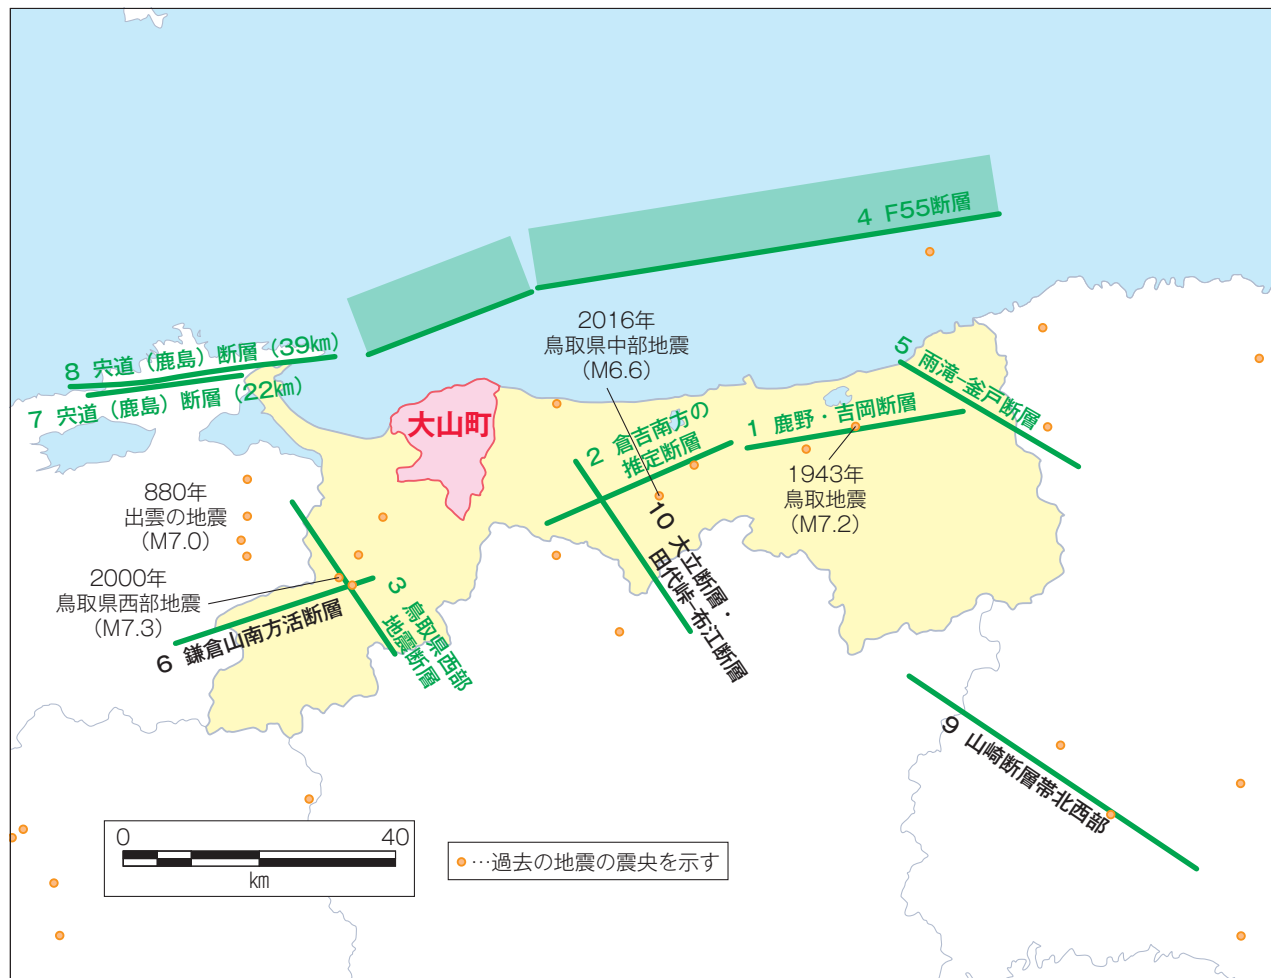 4 F55断層
2016年
鳥取県中部地震
(M6.6)
8 宍道（鹿島）断層（39㎞）
7 宍道（鹿島）断層（22㎞）
5 雨滝−釜戸断層
大山町
2 倉吉南方の
推定断層
1 鹿野・吉岡断層
1943年
鳥取地震
(M7.2)
880年
出雲の地震
(M7.0)
10 大立断層・
田代峠−布江断層
2000年
鳥取県西部地震
(M7.3)
3 鳥取県西部
地震断層
6 鎌倉山南方活断層
9 山崎断層帯北西部
0 40
㎞
…過去の地震の震央を示す